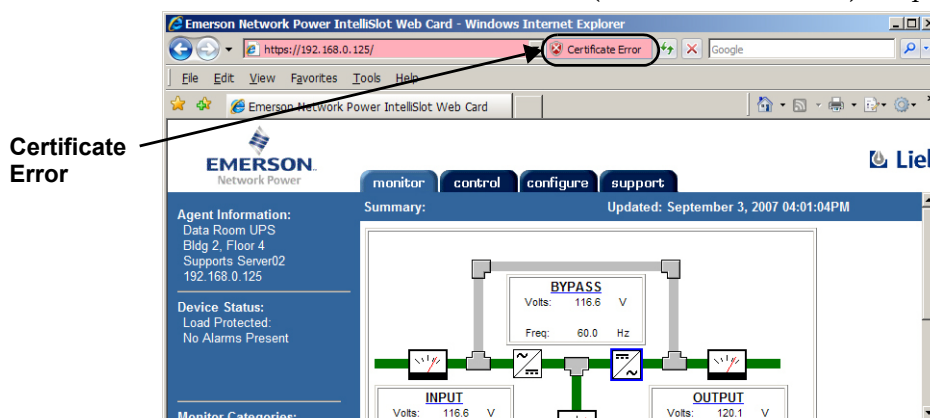 Emerson Network Power IntelliSlot Web Card - Windows Internet Explorer
https://192.168.0.125/
Certificate Error
Google
File Edit View Favorites Tools Help
Emerson Network Power IntelliSlot Web Card
Certificate
Error
EMERSON
Network Power
Lieb
monitor control configure support
Summary: Updated: September 3, 2007 04:01:04PM
Agent Information:
Data Room UPS
Bldg 2, Floor 4
Supports Server02
192.168.0.125
Device Status:
Load Protected:
No Alarms Present
Monitor Categories:
BYPASS
Volts: 116.6 V
Freq: 60.0 Hz
INPUT
Volts: 116.6 V
OUTPUT
Volts: 120.1 V